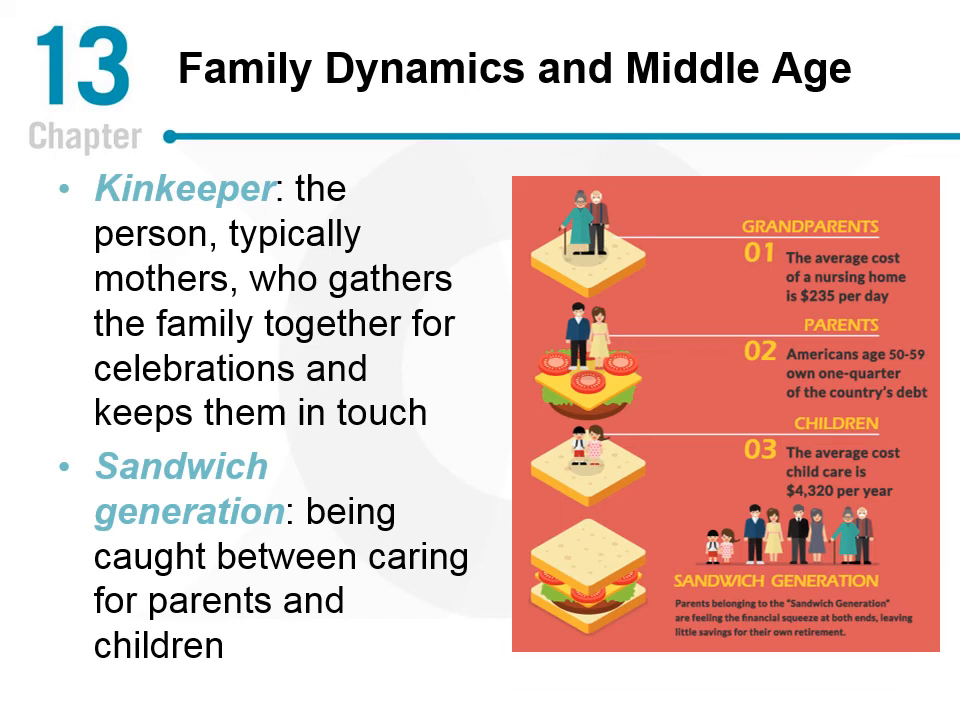 13
Chapter
Family Dynamics and Middle Age
• Kinkeeper: the
person, typically
mothers, who gathers
the family together for
celebrations and
keeps them in touch
• Sandwich
generation: being
caught between caring
for parents and
children
GRANDPARENTS
01 The average cost
of a nursing home
is $235 per day
PARENTS
02 Americans age 50-59
own one-quarter
of the country's debt
CHILDREN
03 The average cost
child care is
$4,320 per year
SANDWICH GENERATION
Parents belonging to the "Sandwich Generation"
are feeling the financial squeeze at both ends, leaving
little savings for their own retirement.